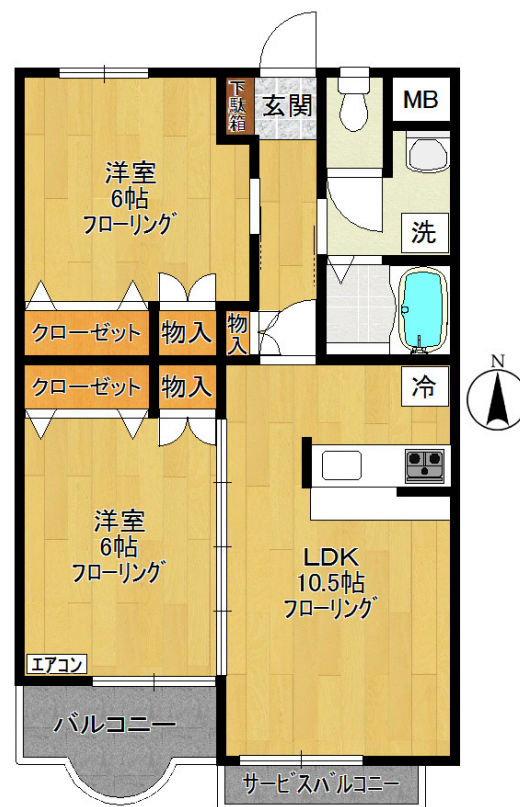 下駄箱
玄関
MB
洋室
6帖
フローリング
洗
クローゼット
物入
物入
クローゼット
物入
冷
N
洋室
6帖
フローリング
LDK
10.5帖
フローリング
エアコン
バルコニー
サービスバルコニー